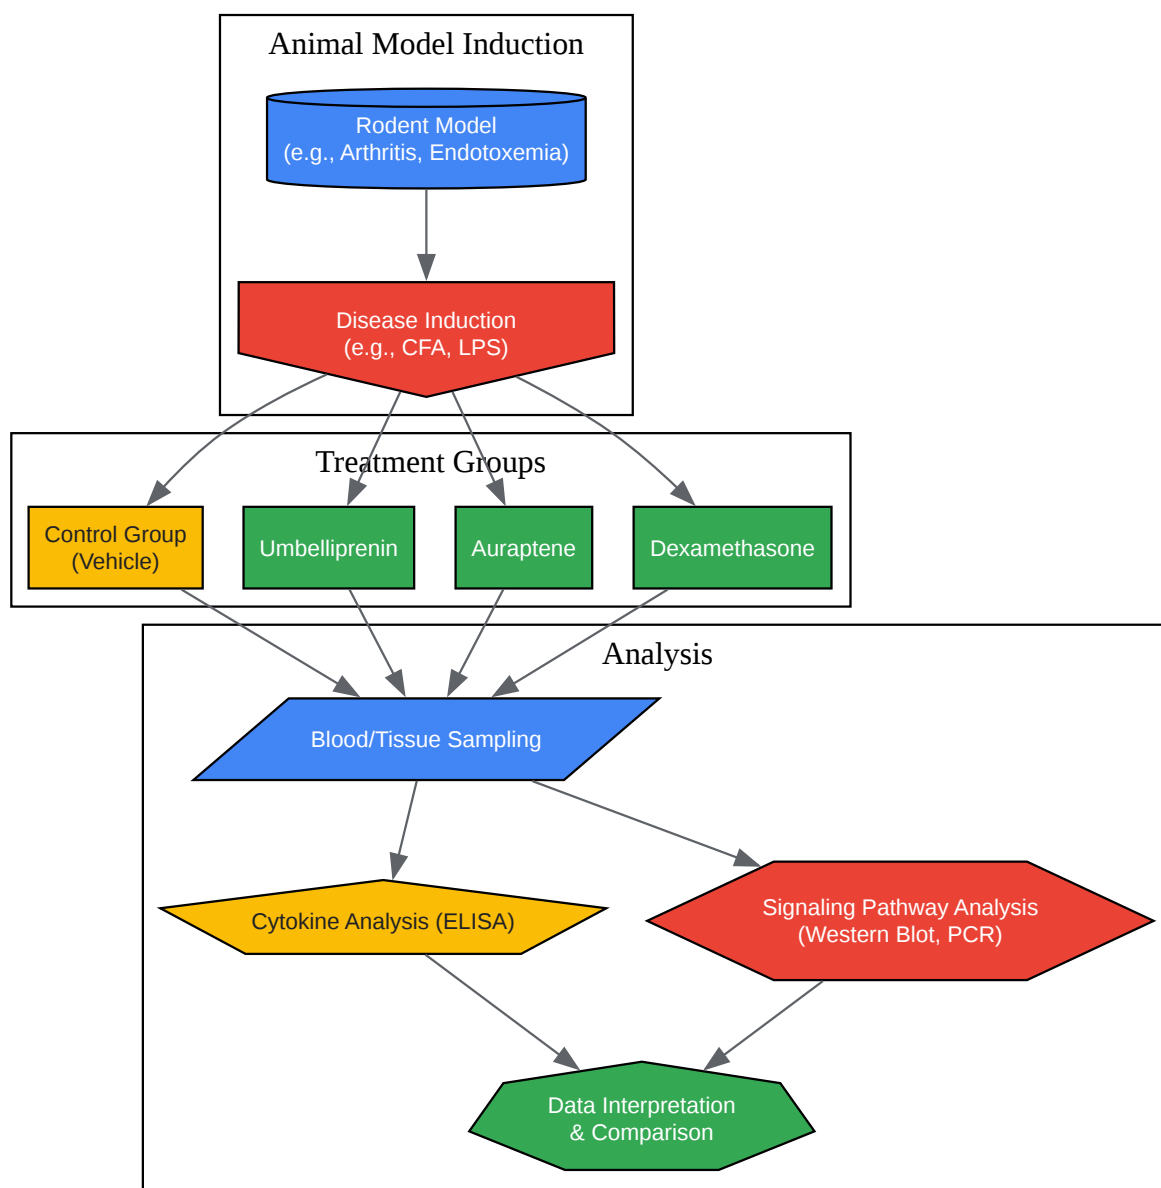 Animal Model Induction
Rodent Model
(e.g., Arthritis, Endotoxemia)
Disease Induction
(e.g., CFA, LPS)
Treatment Groups
Control Group
(Vehicle)
Umbelliprenin
Auraptene
Dexamethasone
Analysis
Blood/Tissue Sampling
Cytokine Analysis (ELISA)
Signaling Pathway Analysis
(Western Blot, PCR)
Data Interpretation
& Comparison